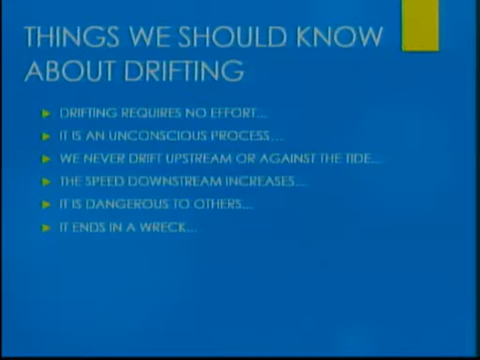 THINGS WE SHOULD KNOW
ABOUT DRIFTING
DRIFTING REQUIRES NO EFFORT...
IT IS AN UNCONSCIOUS PROCESS...
WE NEVER DRIFT UPSTREAM OR AGAINST THE TIDE...
THE SPEED DOWNSTREAM INCREASES...
IT IS DANGEROUS TO OTHERS...
IT ENDS IN A WRECK...